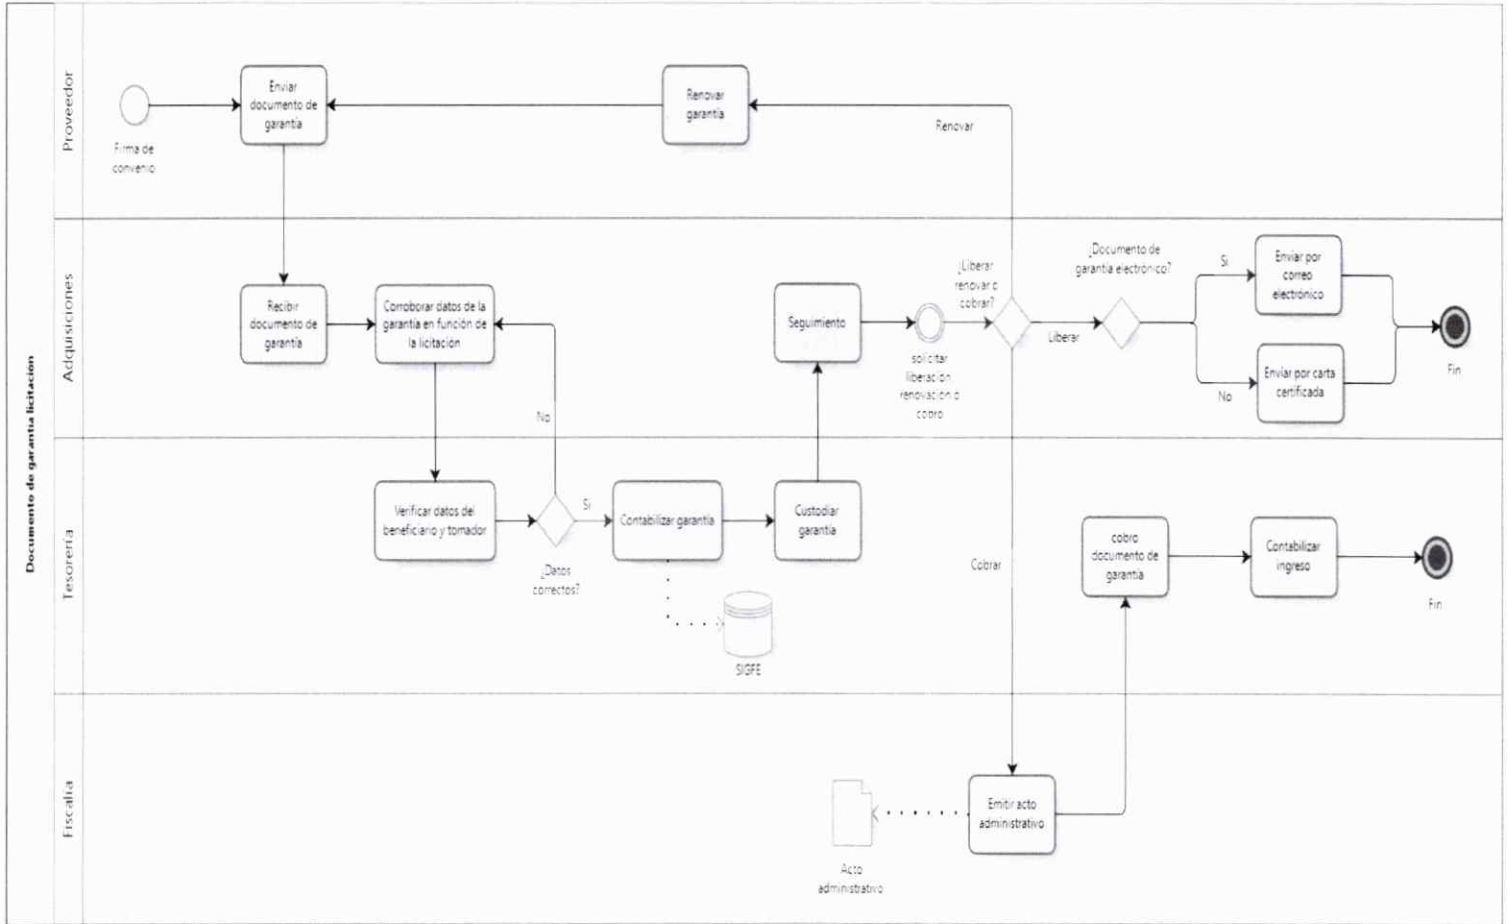 Documento de garantía licitación
Proveedor
Firma de
convenio
Enviar
documento de
garantía
Renovar
garantía
Renovar
Adquisiciones
Recibir
documento de
garantía
Corroborar datos de la
garantía en función de
la licitación
No
Seguimiento
solicitar
liberación
renovación o
cobro
¿Liberar
renovar o
cobrar?
Liberar
¿Documento de
garantía electrónico?
Si
Enviar por
correo
electrónico
No
Enviar por carta
certificada
Fin
Tesorería
Verificar datos del
beneficiario y tomador
¿Datos
correctos?
Si
Contabilizar garantía
SIGFE
Custodiar
garantía
Cobrar
cobro
documento de
garantía
Contabilizar
ingreso
Fin
Fiscalía
Acto
administrativo
Emitir acto
administrativo